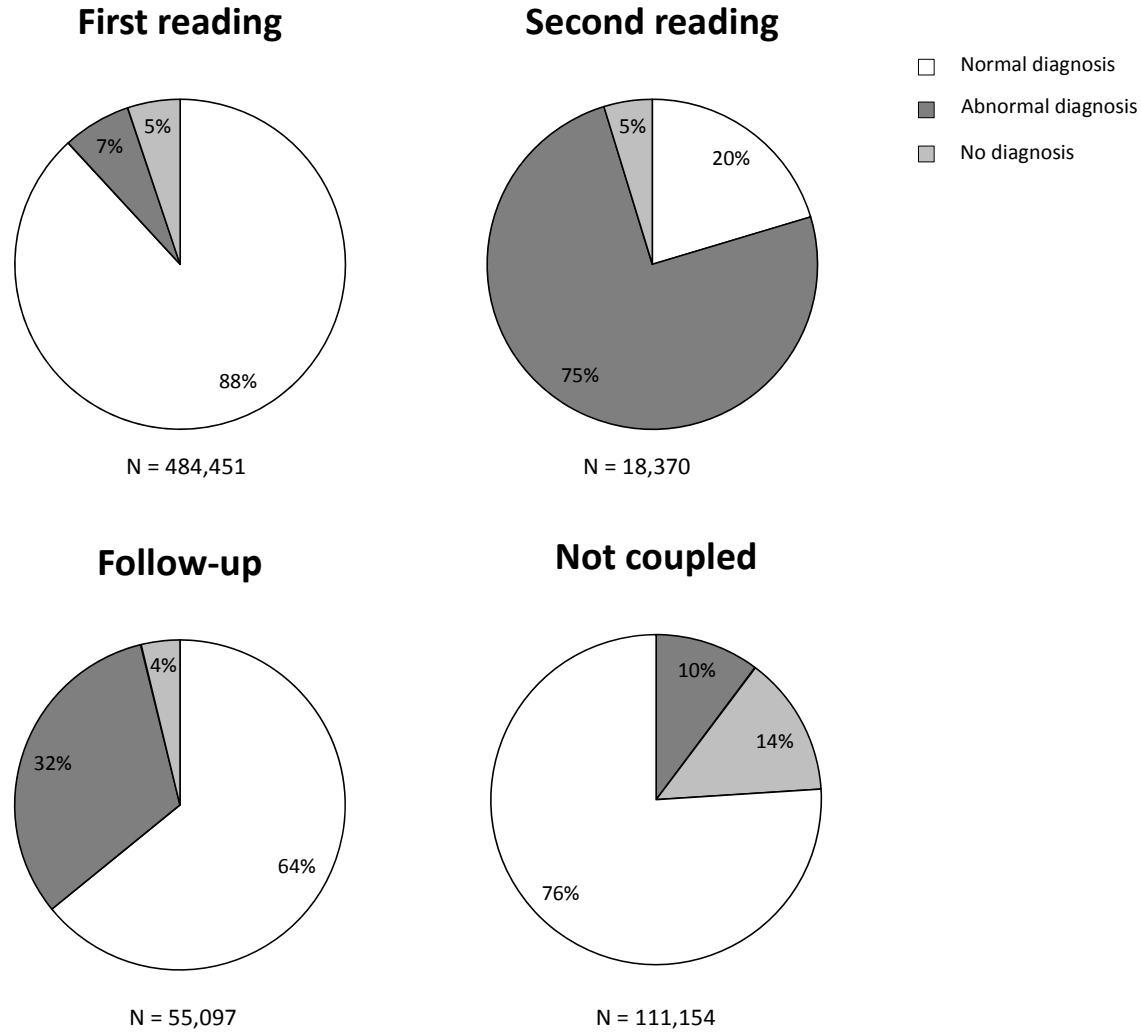 First reading
Second reading
Normal diagnosis
Abnormal diagnosis
No diagnosis
7%
5%
88%
N = 484,451
5%
20%
75%
N = 18,370
Follow-up
Not coupled
4%
32%
64%
N = 55,097
10%
14%
76%
N = 111,154